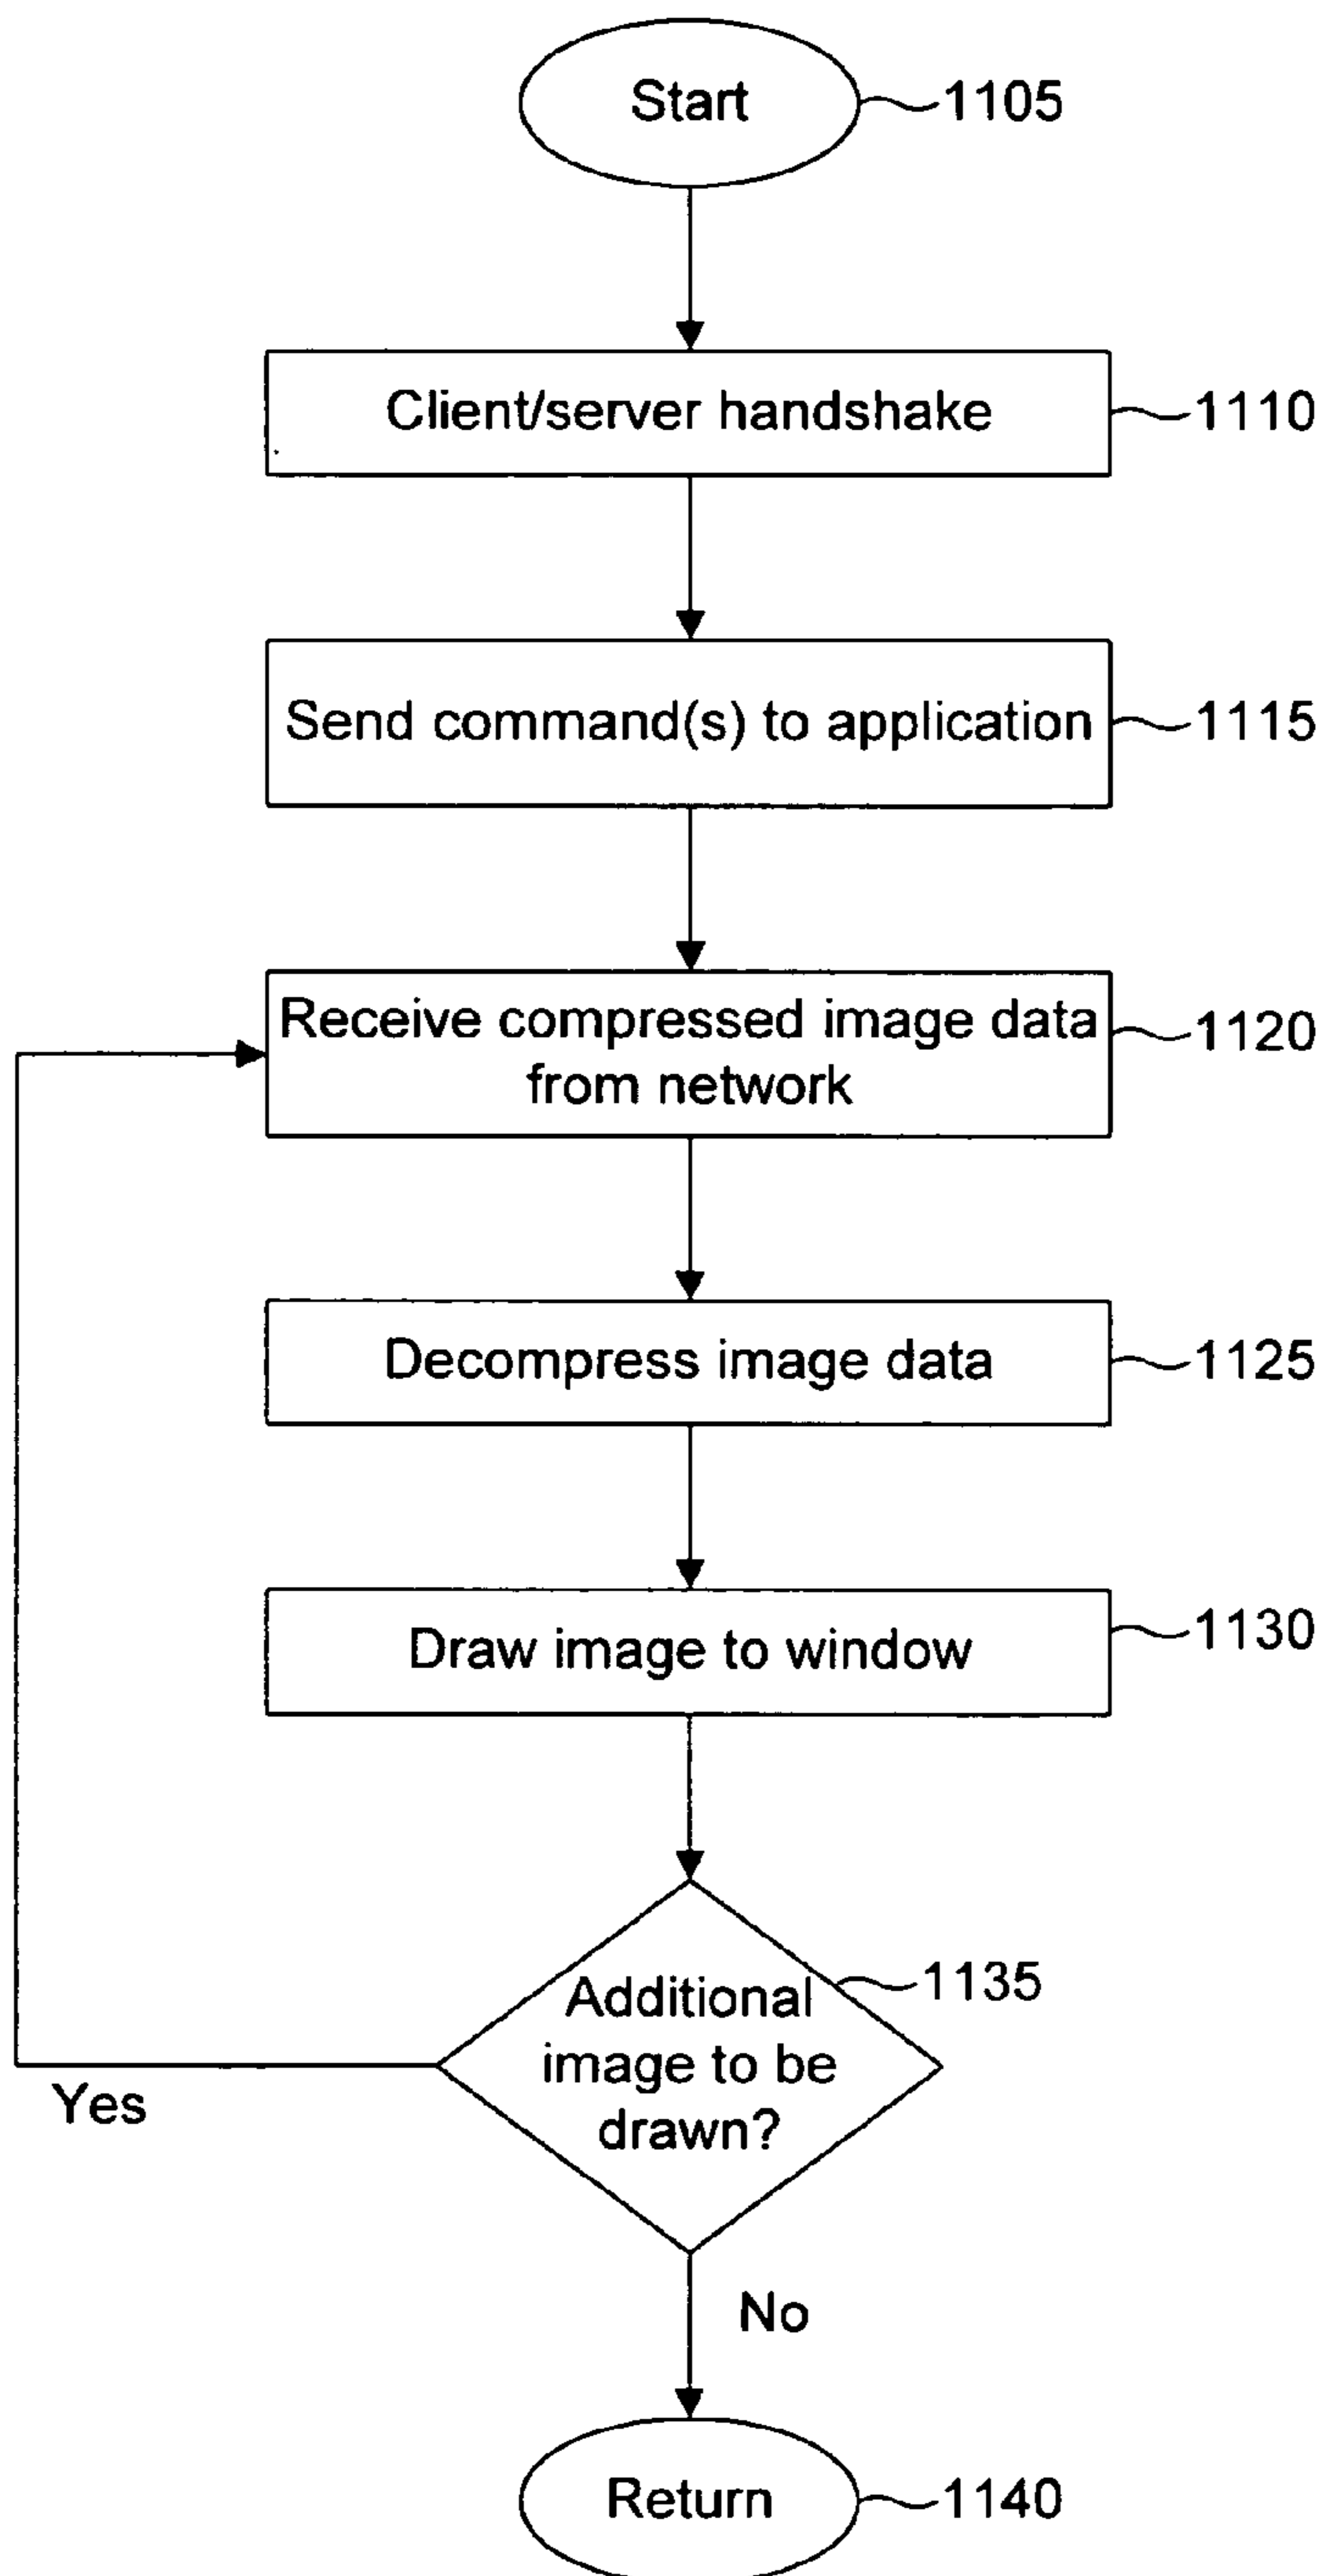 Start
1105
Client/server handshake
1110
Send command(s) to application
1115
Receive compressed image data
from network
1120
Decompress image data
1125
Draw image to window
1130
Additional
image to be
drawn?
1135
Yes
No
Return
1140